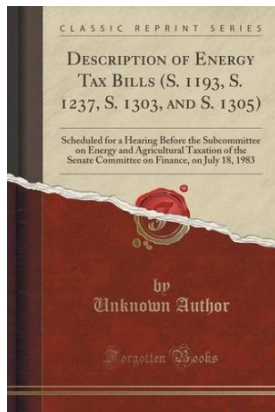 CLASSIC REPRINT SERIES
DESCRIPTION OF ENERGY
TAX BILLS (S. 1193, S.
1237, S. 1303, AND S. 1305)
Scheduled for a Hearing Before the Subcommittee
on Energy and Agricultural Taxation of the
Senate Committee on Finance, on July 18, 1983
by
Unknown Author
Forgotten Books